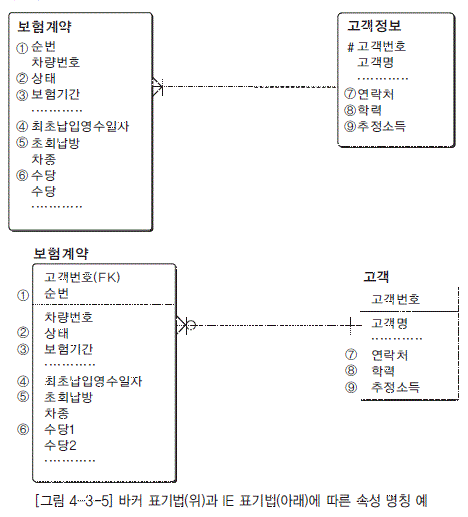 보험계약
① 순번
차량번호
② 상태
③ 보험기간
............
④ 최초납입영수일자
⑤ 초회납방
차종
⑥ 수당
수당
............
고객정보
# 고객번호
고객명
............
⑦ 연락처
⑧ 학력
⑨ 추정소득
보험계약
고객번호(FK)
① 순번
차량번호
② 상태
③ 보험기간
............
④ 최초납입영수일자
⑤ 초회납방
차종
⑥ 수당1
수당2
............
고객
고객번호
고객명
............
⑦ 연락처
⑧ 학력
⑨ 추정소득
[그림 4-3-5] 바커 표기법(위)과 IE 표기법(아래)에 따른 속성 명칭 예